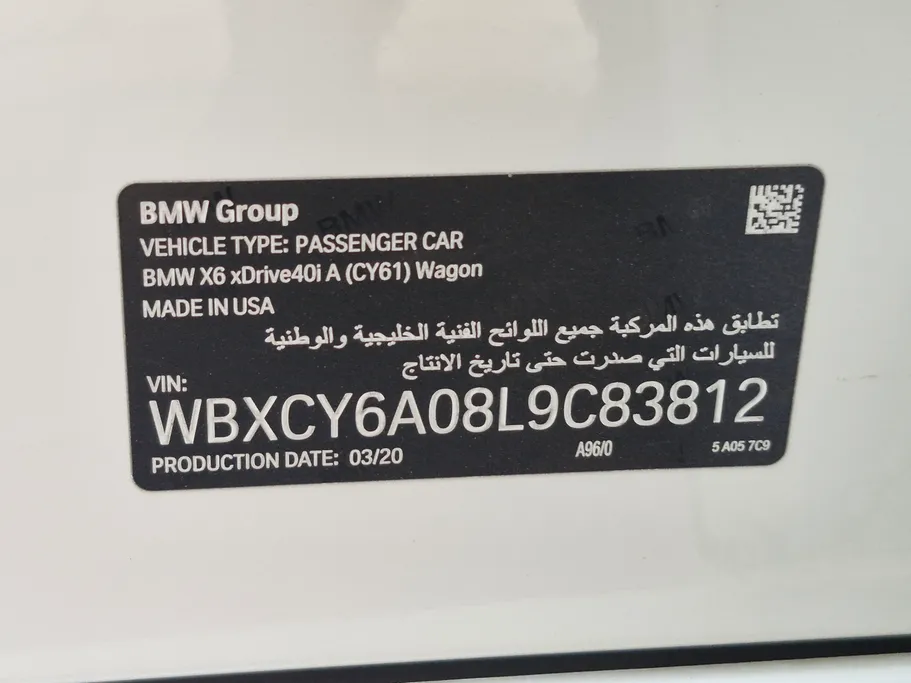 BMW Group
VEHICLE TYPE: PASSENGER CAR
BMW X6 xDrive40i A (CY61) Wagon
MADE IN USA
تطابق هذه المركبة جميع اللوائح الفنية الخليجية والوطنية
للسيارات التي صدرت حتى تاريخ الانتاج
VIN:
WBXCY6A08L9C83812
PRODUCTION DATE: 03/20
A96/0
5 A05 7C9